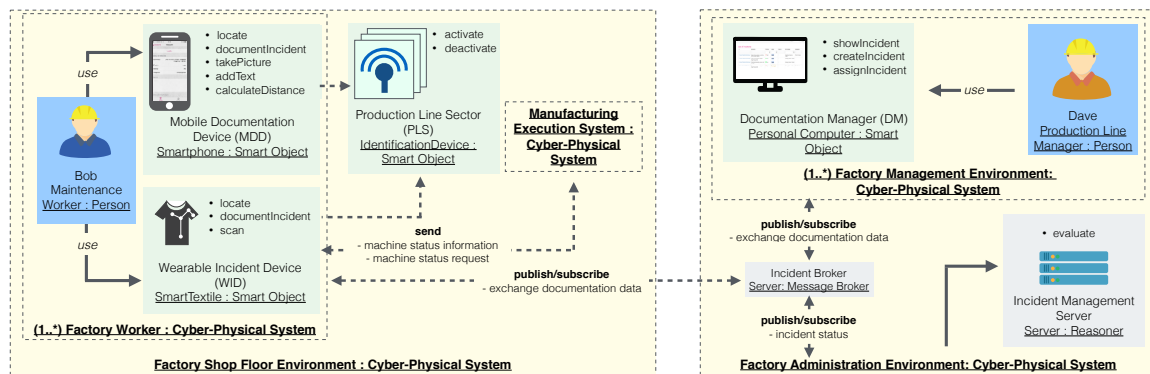 • locate
• documentIncident
• takePicture
• addText
• calculateDistance
use
Mobile Documentation
Device (MDD)
Smartphone : Smart Object
• activate
• deactivate
Production Line Sector
(PLS)
IdentificationDevice :
Smart Object
Manufacturing
Execution System :
Cyber-Physical
System
Bob
Maintenance
Worker : Person
use
• locate
• documentIncident
• scan
Wearable Incident Device
(WID)
SmartTextile : Smart Object
send
- machine status information
- machine status request
publish/subscribe
- exchange documentation data
(1..*) Factory Worker : Cyber-Physical System
Factory Shop Floor Environment : Cyber-Physical System
• showIncident
• createIncident
• assignIncident
use
Documentation Manager (DM)
Personal Computer : Smart
Object
Dave
Production Line
Manager : Person
(1..*) Factory Management Environment:
Cyber-Physical System
publish/subscribe
- exchange documentation data
Incident Broker
Server: Message Broker
publish/subscribe
- incident status
• evaluate
Incident Management
Server
Server : Reasoner
Factory Administration Environment: Cyber-Physical System